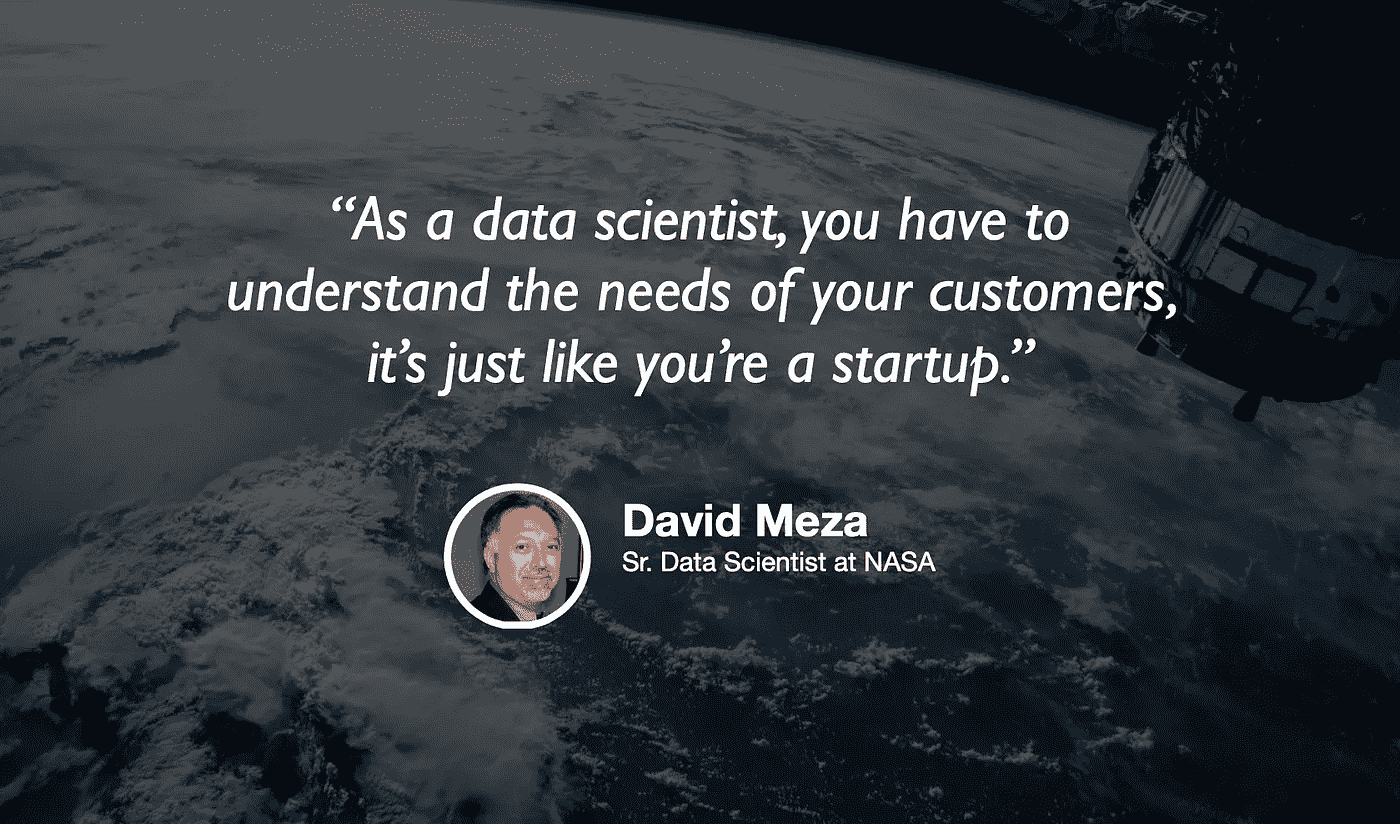 “As a data scientist, you have to
understand the needs of your customers,
it’s just like you’re a startup.”
David Meza
Sr. Data Scientist at NASA